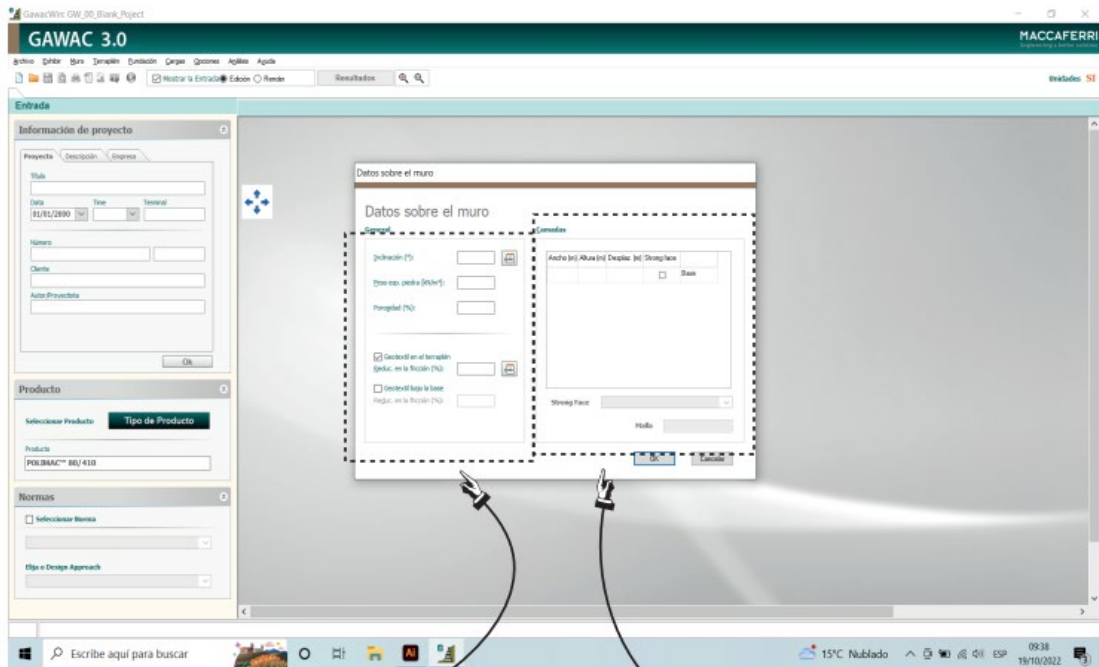 GawacWin: GW_00_Blank_Poject
GAWAC 3.0
MACCAFERRI
Archivo Exhibir Muro Terraplén Fundación Cargas Opciones Análisis Ayuda
Mostrar la Entrada Edición Render Resultados
Unidades SI
Entrada
Información de proyecto
Proyecto Descripción Empresa
Título
Data Time Terminal
01/01/2000
Número
Cliente
Autor/Proyectista
Ok
Producto
Seleccionar Producto Tipo de Producto
Producto
POLIMAC™ 80/410
Normas
Seleccionar Norma
Elija o Design Approach
Datos sobre el muro
Datos sobre el muro
General
Inclinación (º):
Peso esp. piedra [kN/m³]:
Porosidad (%):
Geotextil en el terraplén
Reduc. en la fricción (%):
Geotextil bajo la base
Reduc. en la fricción (%):
Camadas
Ancho (m) Altura (m) Desplaz. (m) Strong face
Base
Strong Face
Malla
OK Cancelar
Escribe aquí para buscar
Ai
15°C Nublado
ESP
09:38
19/10/2022